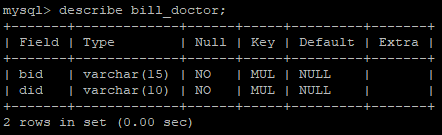 mysql> describe bill_doctor;
+-------+-------------+------+-----+---------+-------+
| Field | Type        | Null | Key | Default | Extra |
+-------+-------------+------+-----+---------+-------+
| bid   | varchar(15) | NO   | MUL | NULL    |       |
| did   | varchar(10) | NO   | MUL | NULL    |       |
+-------+-------------+------+-----+---------+-------+
2 rows in set (0.00 sec)